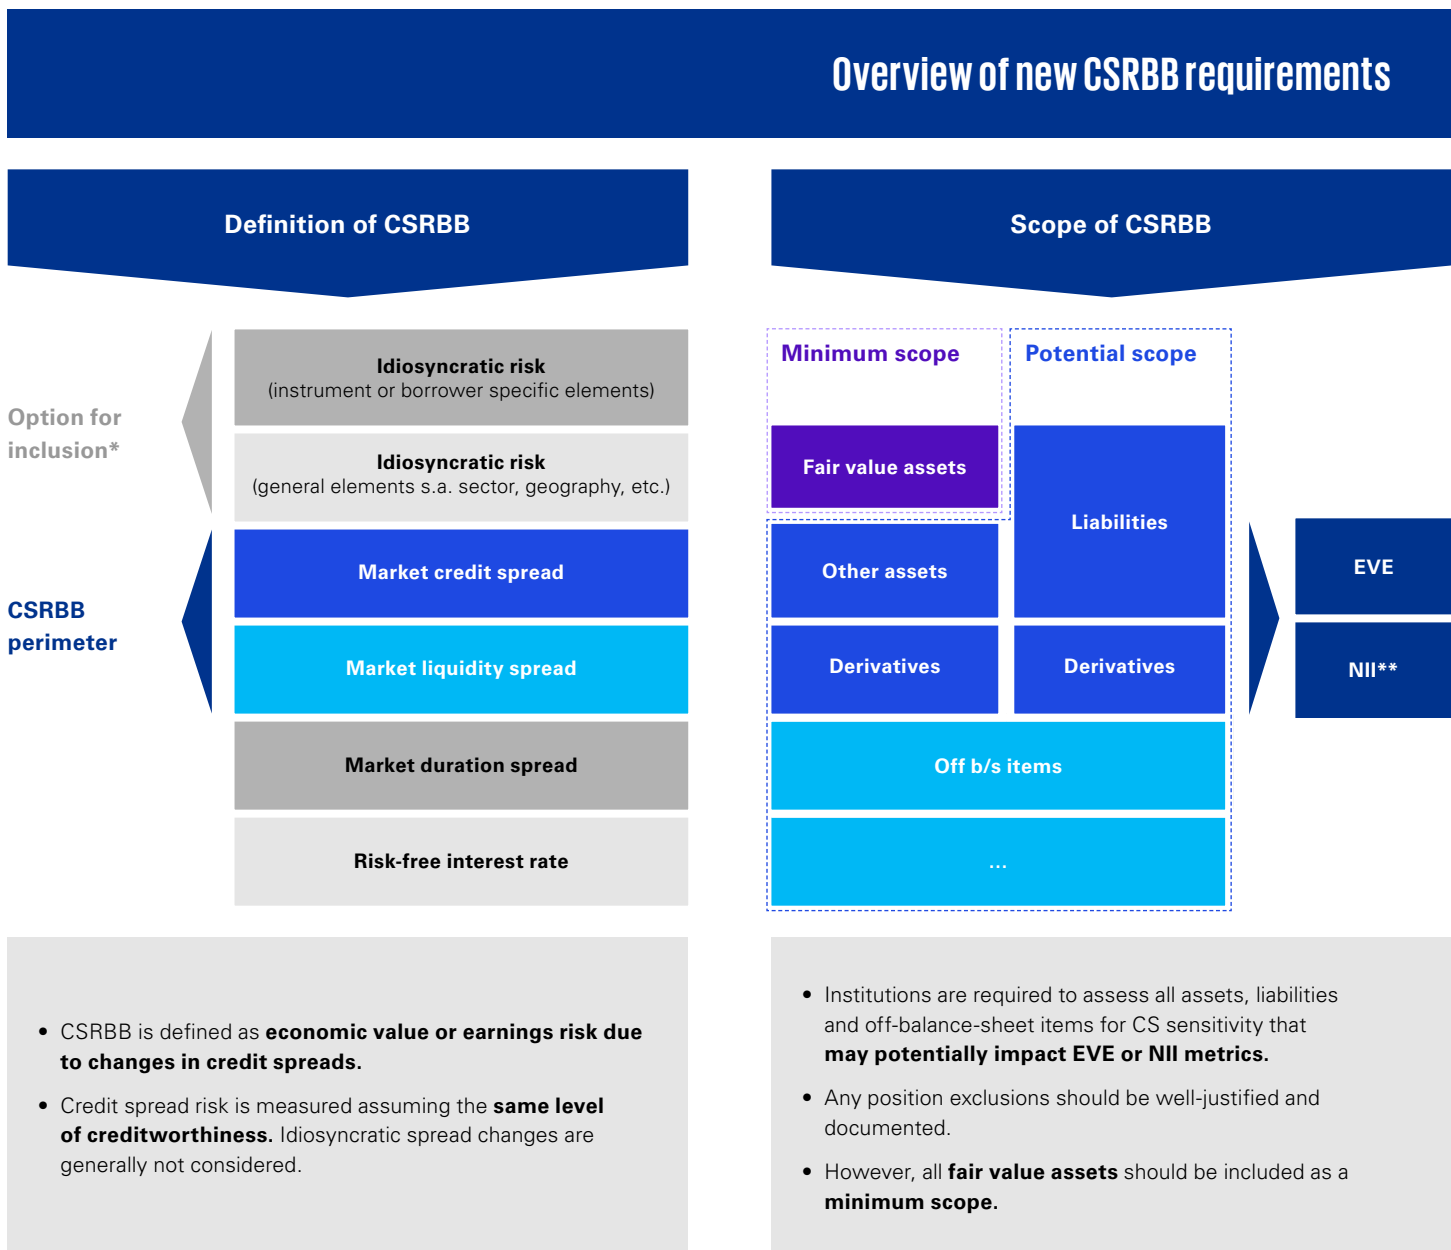 Overview of new CSRBB requirements
Definition of CSRBB
Option for
inclusion*
Idiosyncratic risk
(instrument or borrower specific elements)
Idiosyncratic risk
(general elements s.a. sector, geography, etc.)
CSRBB
perimeter
Market credit spread
Market liquidity spread
Market duration spread
Risk-free interest rate
• CSRBB is defined as economic value or earnings risk due
to changes in credit spreads.
• Credit spread risk is measured assuming the same level
of creditworthiness. Idiosyncratic spread changes are
generally not considered.
Scope of CSRBB
Minimum scope
Potential scope
Fair value assets
Liabilities
Other assets
Derivatives
Derivatives
Off b/s items
...
EVE
NII**
• Institutions are required to assess all assets, liabilities
and off-balance-sheet items for CS sensitivity that
may potentially impact EVE or NII metrics.
• Any position exclusions should be well-justified and
documented.
• However, all fair value assets should be included as a
minimum scope.